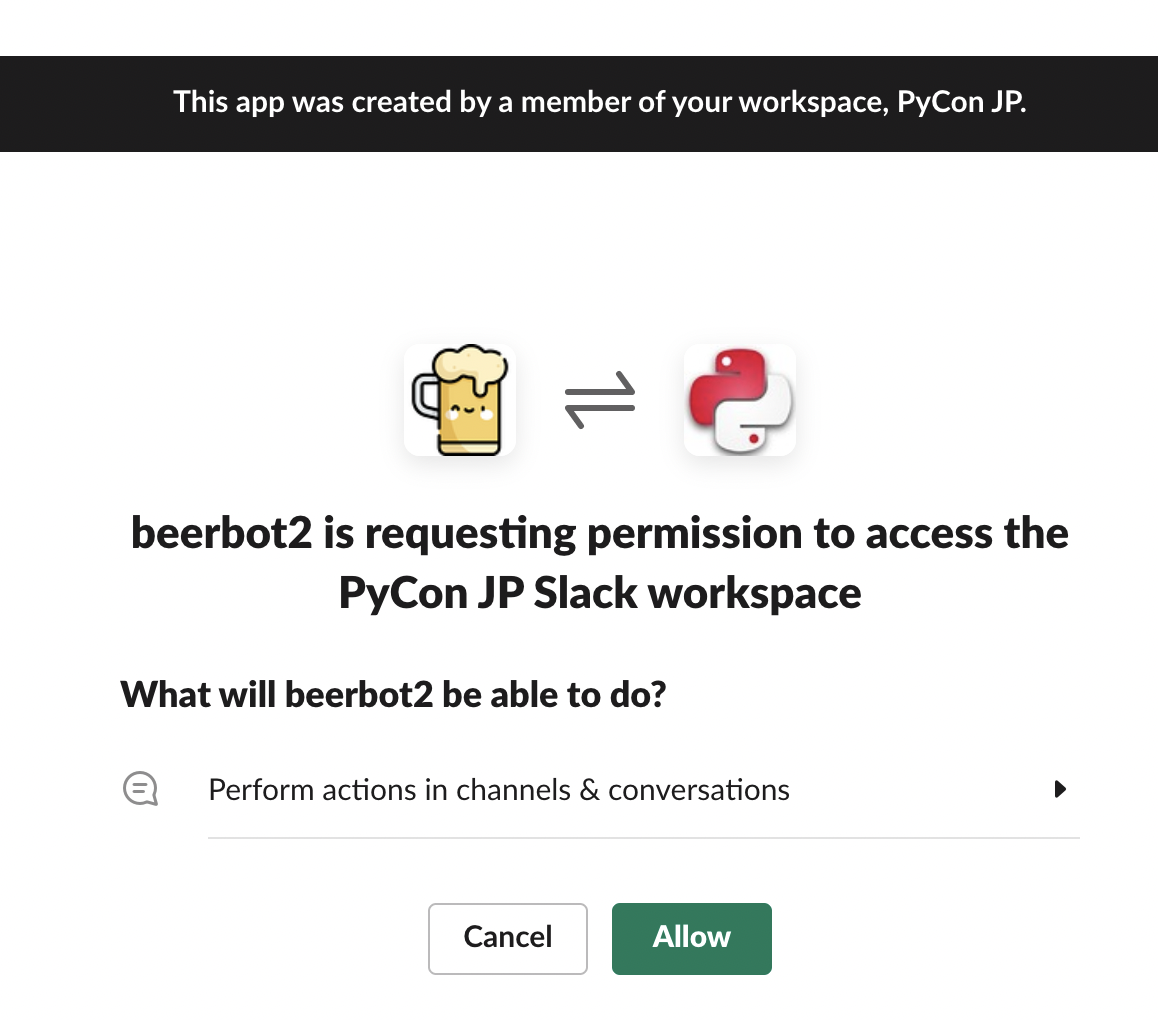 This app was created by a member of your workspace, PyCon JP.
beerbot2 is requesting permission to access the
PyCon JP Slack workspace
What will beerbot2 be able to do?
Perform actions in channels & conversations
Cancel
Allow